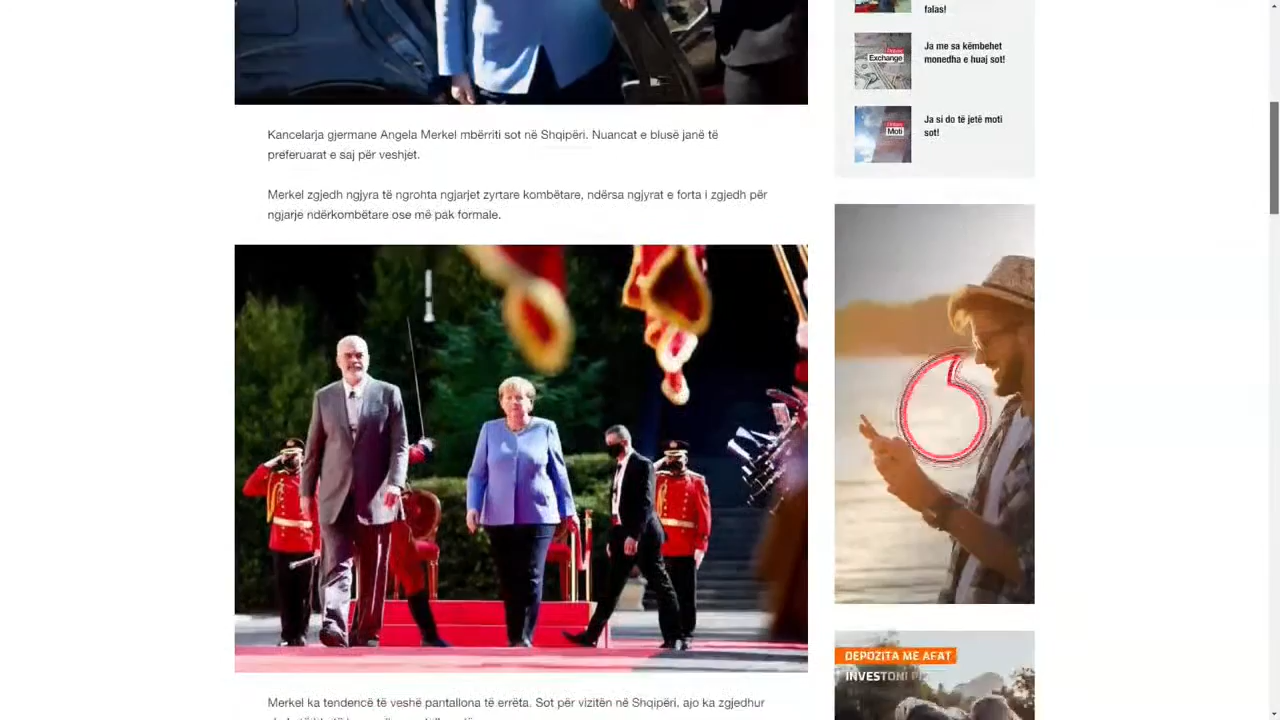 falas!
Exchange
Ja me sa këmbehet
monedha e huaj sot!
Moti
Ja si do të jetë moti
sot!
Kancelarja gjermane Angela Merkel mbërriti sot në Shqipëri. Nuancat e blusë janë të
preferuarat e saj për veshjet.
Merkel zgjedh ngjyra të ngrohta ngjarjet zyrtare kombëtare, ndërsa ngjyrat e forta i zgjedh për
ngjarje ndërkombëtare ose më pak formale.
DEPOZITA ME AFAT
INVESTONI
Merkel ka tendencë të veshë pantallona të errëta. Sot për vizitën në Shqipëri, ajo ka zgjedhur